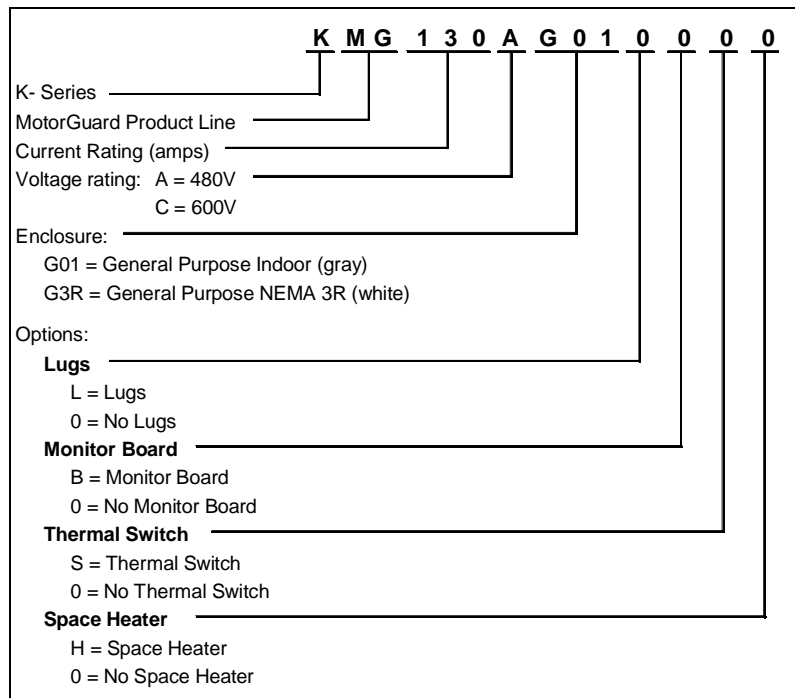 K M G 1 3 0 A G 0 1 0 0 0 0
K- Series
MotorGuard Product Line
Current Rating (amps)
Voltage rating: A = 480V
C = 600V
Enclosure:
G01 = General Purpose Indoor (gray)
G3R = General Purpose NEMA 3R (white)
Options:
Lugs
L = Lugs
0 = No Lugs
Monitor Board
B = Monitor Board
0 = No Monitor Board
Thermal Switch
S = Thermal Switch
0 = No Thermal Switch
Space Heater
H = Space Heater
0 = No Space Heater